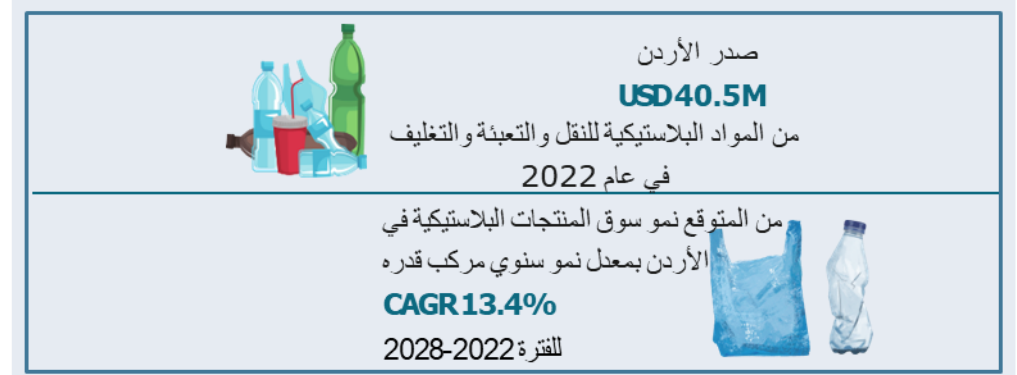 صدر الأردن
USD40.5M
من المواد البلاستيكية للنقل والتعبئة والتغليف
في عام 2022
من المتوقع نمو سوق المنتجات البلاستيكية في
الأردن بمعدل نمو سنوي مركب قدره
CAGR13.4%
للفترة 2022-2028